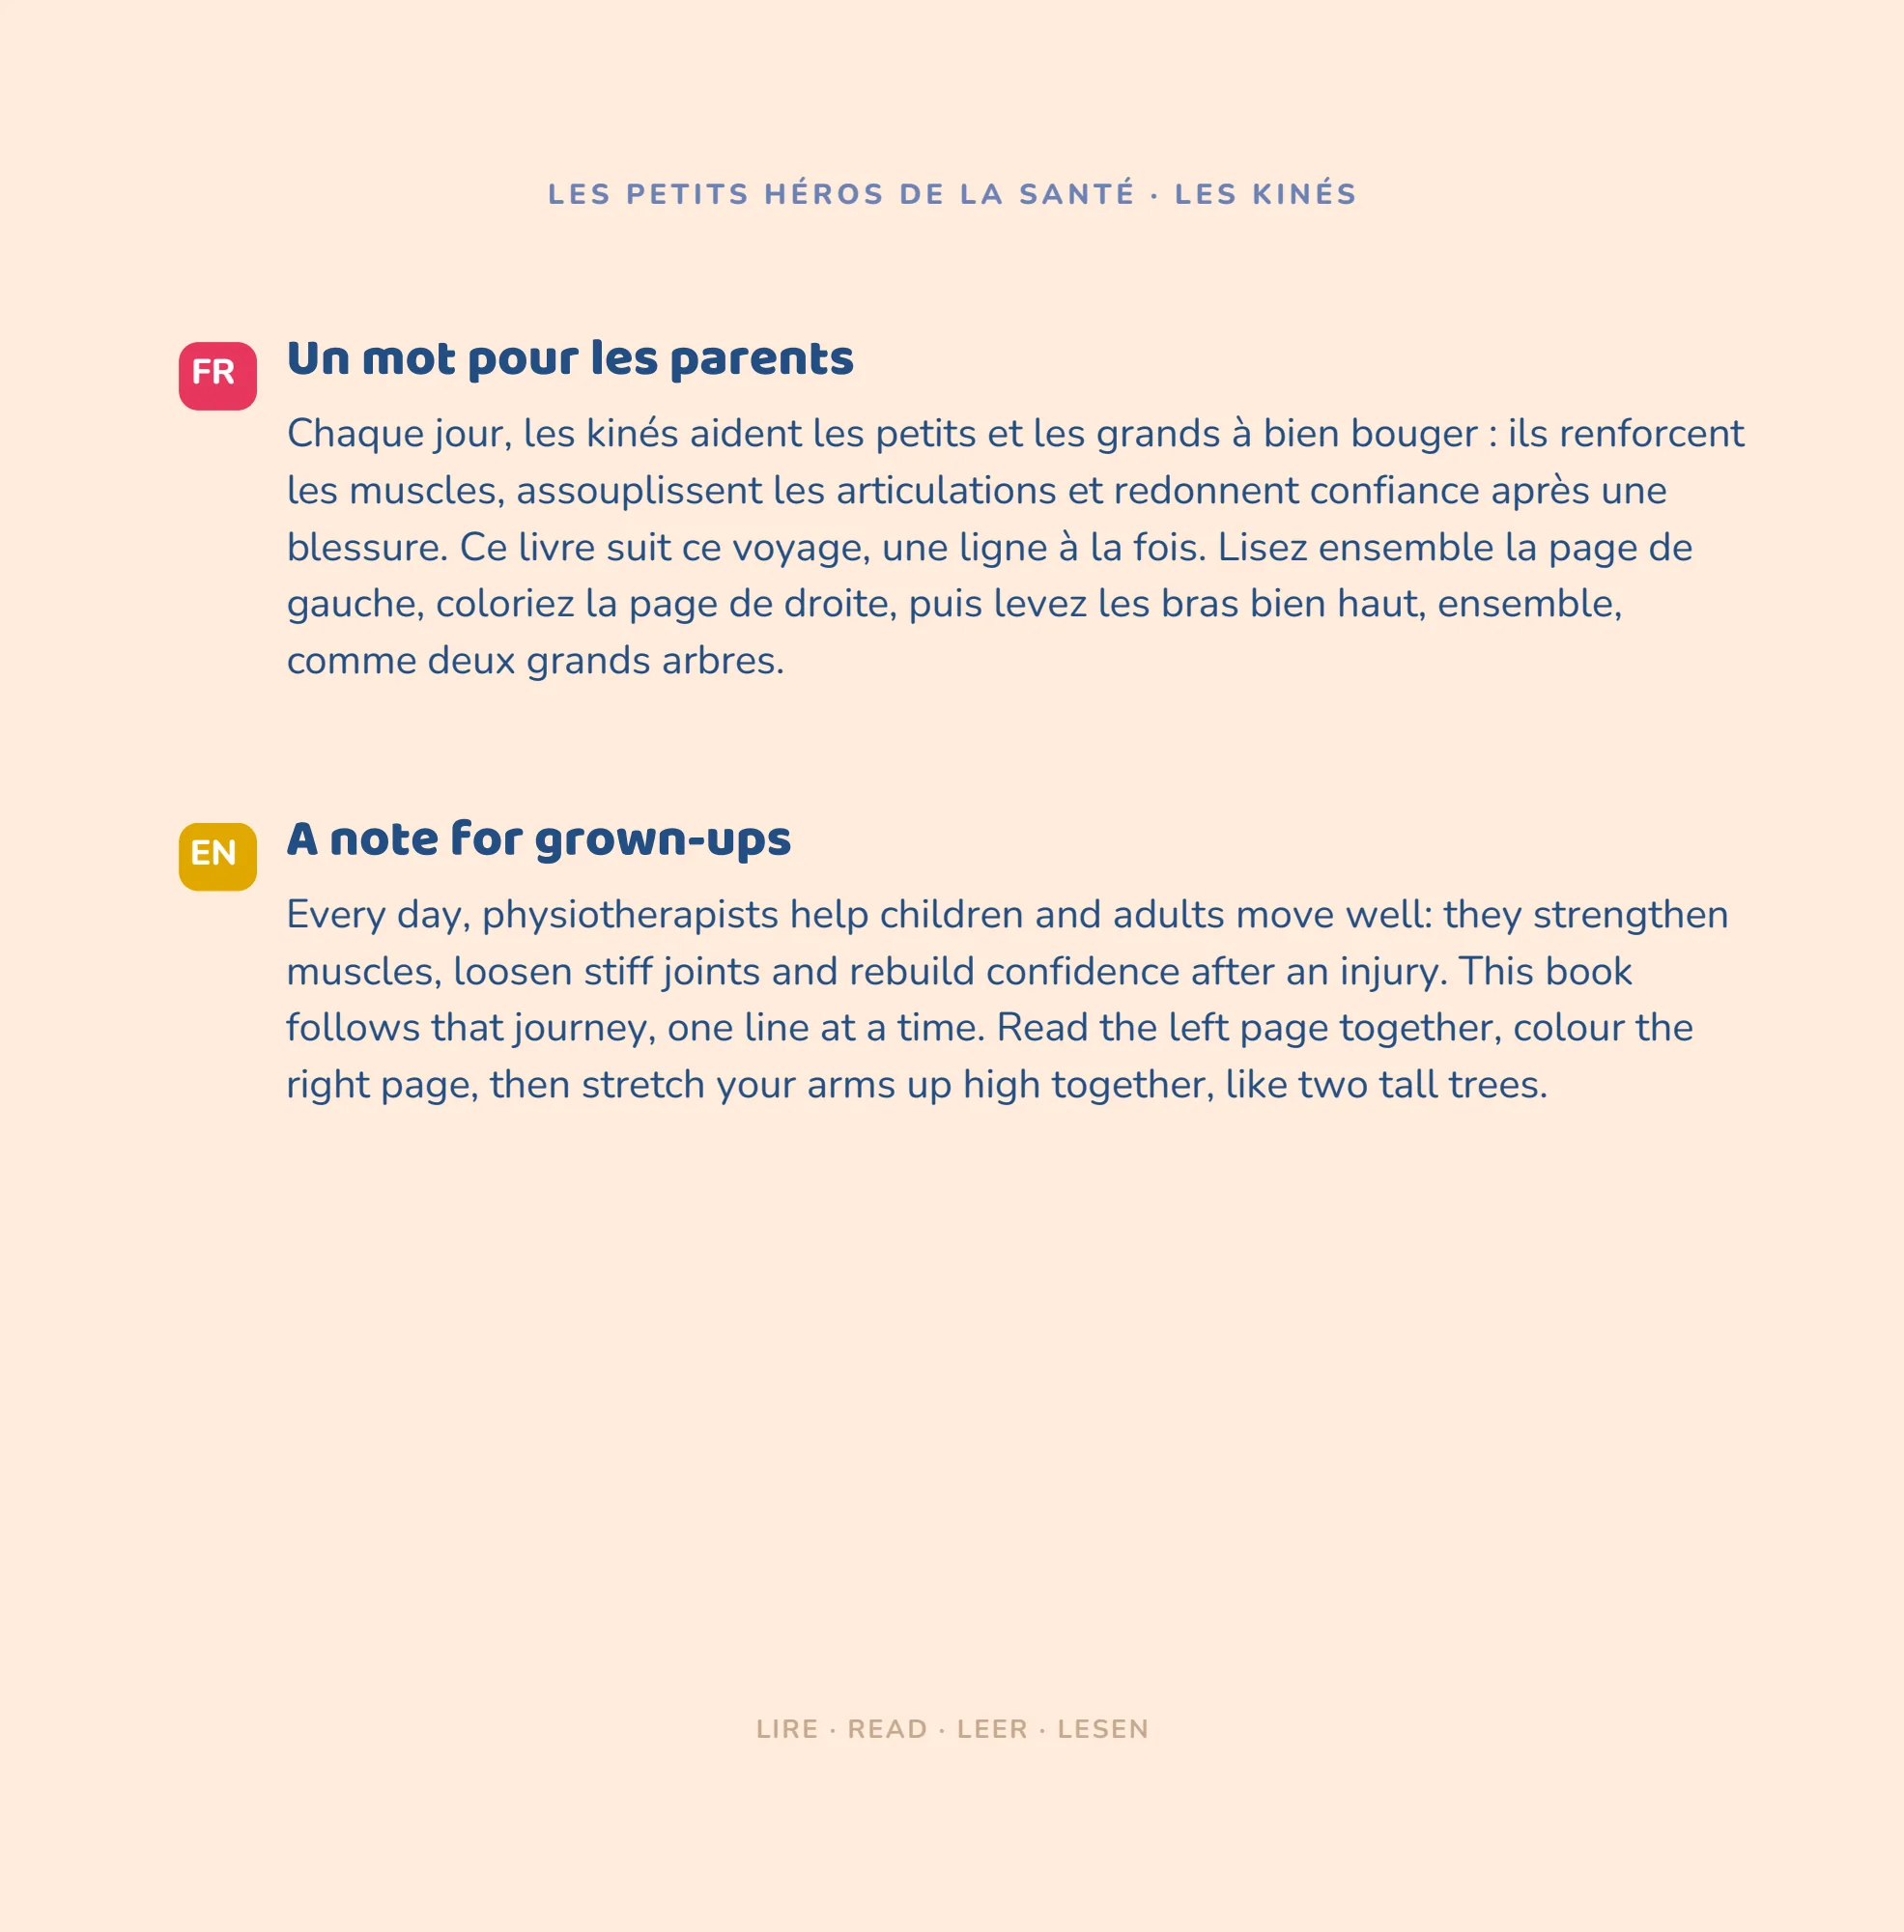 LES PETITS HÉROS DE LA SANTÉ · LES KINÉS
FR
Un mot pour les parents
Chaque jour, les kinés aident les petits et les grands à bien bouger : ils renforcent
les muscles, assouplissent les articulations et redonnent confiance après une
blessure. Ce livre suit ce voyage, une ligne à la fois. Lisez ensemble la page de
gauche, coloriez la page de droite, puis levez les bras bien haut, ensemble,
comme deux grands arbres.
EN
A note for grown-ups
Every day, physiotherapists help children and adults move well: they strengthen
muscles, loosen stiff joints and rebuild confidence after an injury. This book
follows that journey, one line at a time. Read the left page together, colour the
right page, then stretch your arms up high together, like two tall trees.
LIRE · READ · LEER · LESEN